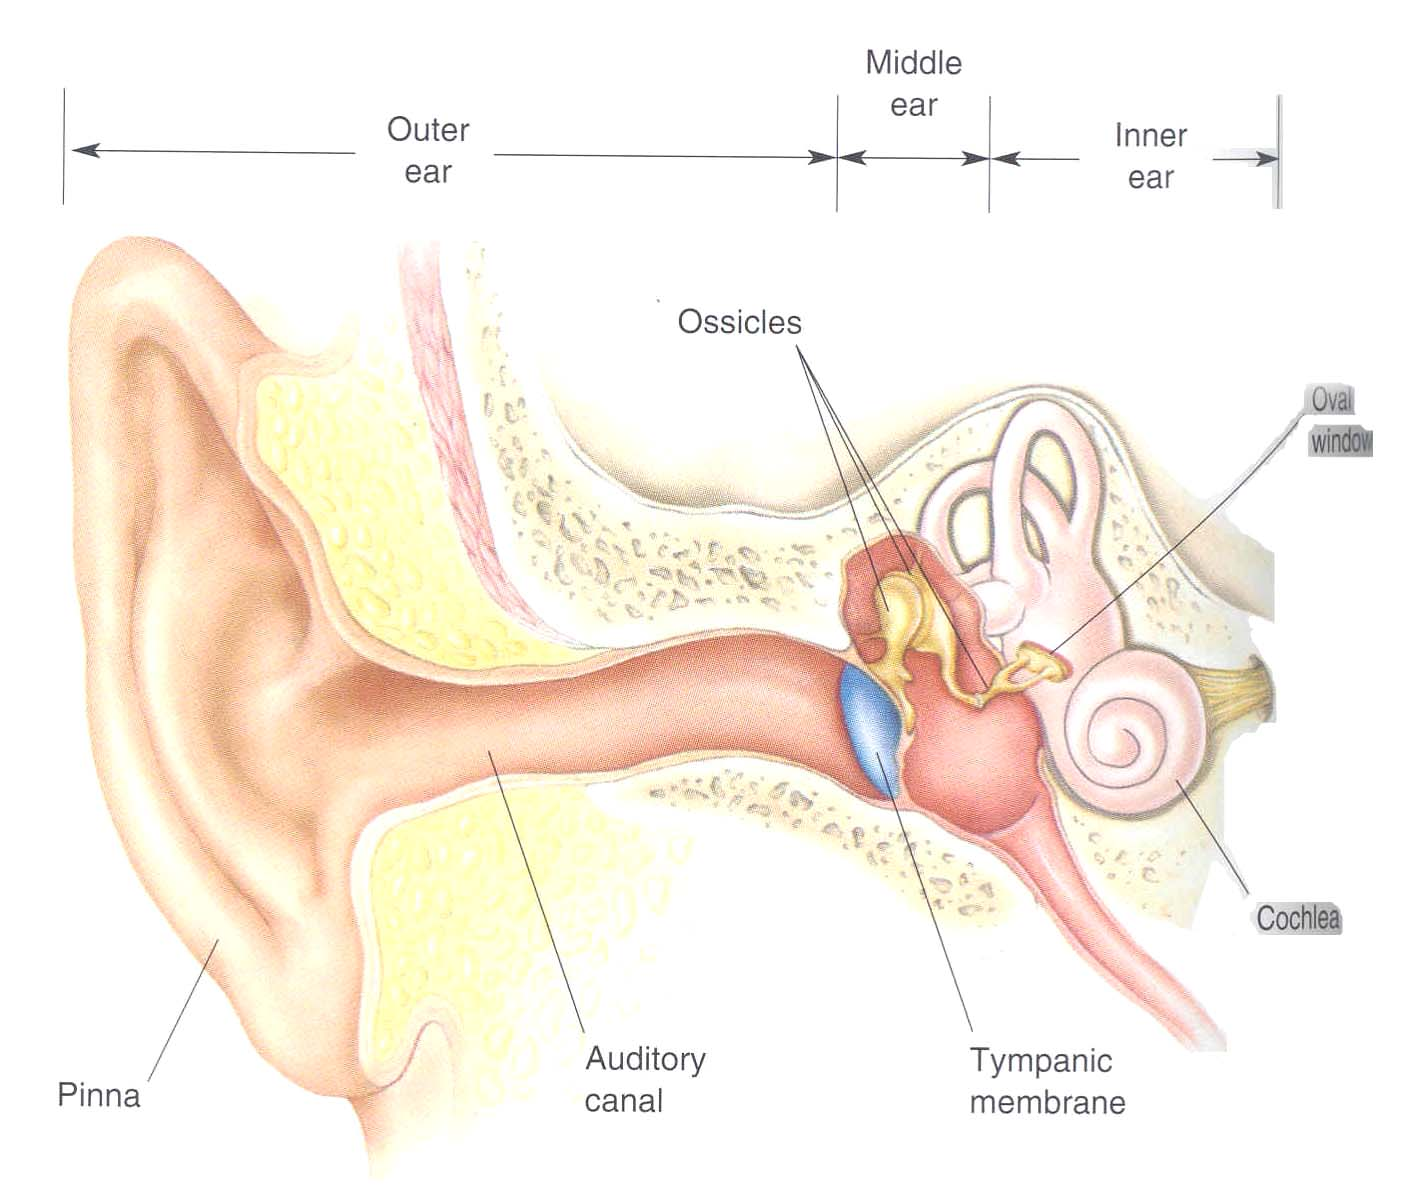 Middle
ear
Outer
ear
Inner
ear
Ossicles
Oval
window
Cochlea
Auditory
canal
Tympanic
membrane
Pinna